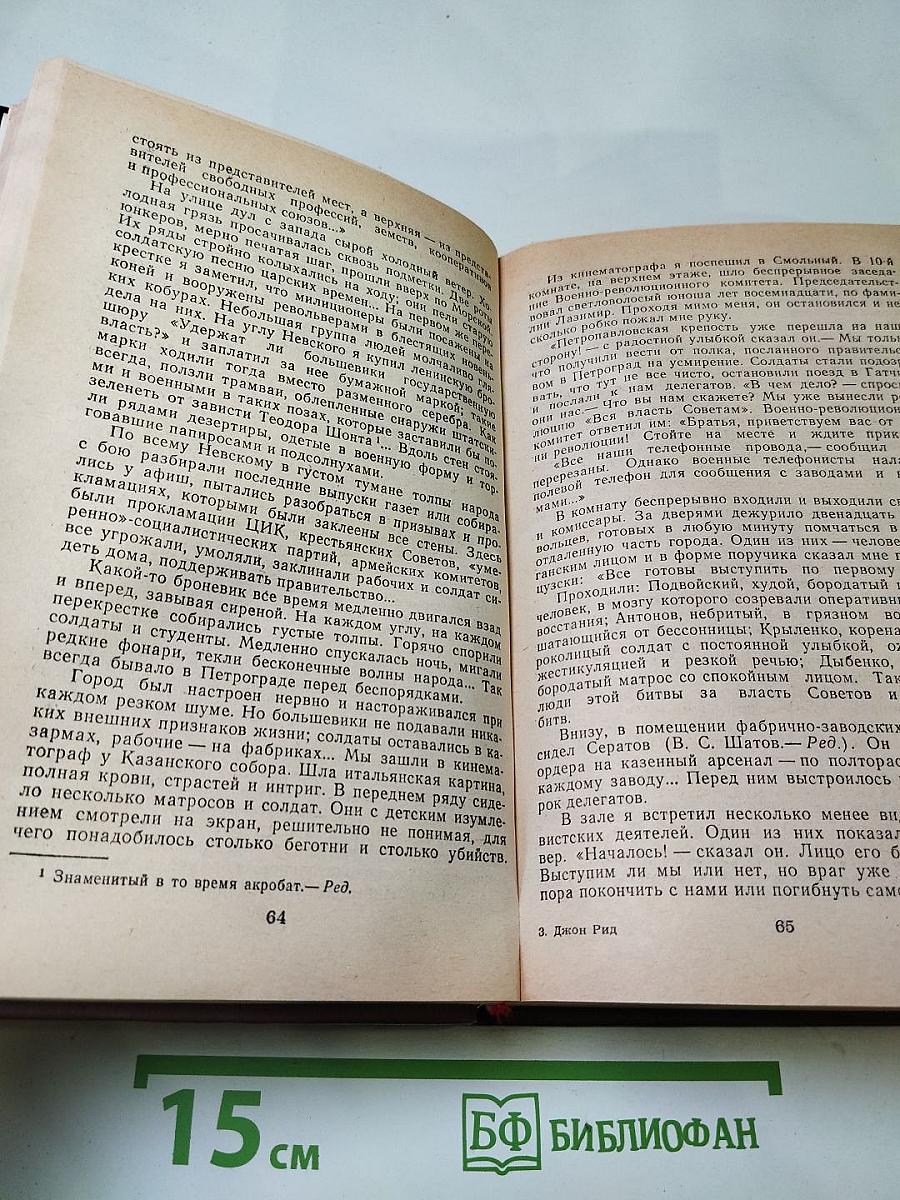 стоять из представителей мест, а верхняя — из предста-
вителей свободных профессий, земств, кооперативов
и профессиональных союзов...»
На улице дул с запада сырой холодный ветер. Хо-
лодная грязь просачивалась сквозь подметки. Две роты
юнкеров, мерно печатая шаг, прошли вверх по Морской.
Их ряды стройно колыхались на ходу; они пели старую
солдатскую песню царских времен... На первом же пере-
крестке я заметил, что милиционеры были посажены на
коней и вооружены револьверами в блестящих новень-
ких кобурах. Небольшая группа людей молчаливо гля-
дела на них. На углу Невского я купил ленинскую бро-
шюру «Удержат ли большевики государственную
власть?» и заплатил за нее бумажной маркой; такие
марки ходили тогда вместо разменного серебра. Как
всегда, ползли трамваи, облепленные снаружи штатски-
ми и военными в таких позах, которые заставили бы по-
зеленеть от зависти Теодора Шонта¹... Вдоль стен стоя-
ли рядами дезертиры, одетые в военную форму и тор-
говавшие папиросами и подсолнухами.
По всему Невскому в густом тумане толпы народа
с бою разбирали последние выпуски газет или собира-
лись у афиш, пытались разобраться в призывах и про-
кламациях, которыми были заклеены все стены. Здесь
были прокламации ЦИК, крестьянских Советов, «уме-
ренно»-социалистических партий, армейских комитетов,
все угрожали, умоляли, заклинали рабочих и солдат си-
деть дома, поддерживать правительство...
Какой-то броневик все время медленно двигался взад
и вперед, завывая сиреной. На каждом углу, на каждом
перекрестке собирались густые толпы. Горячо спорили
солдаты и студенты. Медленно спускалась ночь, мигали
редкие фонари, текли бесконечные волны народа... Так
всегда бывало в Петрограде перед беспорядками.
Город был настроен нервно и настораживался при
каждом резком шуме. Но большевики не подавали ника-
ких внешних признаков жизни; солдаты оставались в ка-
зармах, рабочие — на фабриках... Мы зашли в кинема-
тограф у Казанского собора. Шла итальянская картина,
полная крови, страстей и интриг. В переднем ряду сиде-
ло несколько матросов и солдат. Они с детским изумле-
нием смотрели на экран, решительно не понимая, для
чего понадобилось столько беготни и столько убийств.
¹ Знаменитый в то время акробат.— Ред.
64
Из кинематографа я поспешил в Смольный. В 10-й
комнате, на верхнем этаже, шло беспрерывное заседа-
ние Военно-революционного комитета. Председательст-
вовал светловолосый юноша лет восемнадцати, по фами-
лии Лазимир. Проходя мимо меня, он остановился и не-
сколько робко пожал мне руку.
«Петропавловская крепость уже перешла на наш
сторону! — с радостной улыбкой сказал он.— Мы тольк
что получили вести от полка, посланного правительс
вом в Петроград на усмирение. Солдаты стали подоз
вать, что тут не все чисто, остановили поезд в Гатч
и послали к нам делегатов. «В чем дело? — спрос
они нас.— Что вы нам скажете? Мы уже вынесли ре
люцию «Вся власть Советам». Военно-революцион
комитет ответил им: «Братья, приветствуем вас от
ни революции! Стойте на месте и ждите прик
«Все наши телефонные провода,— сообщил
перерезаны. Однако военные телефонисты нала
полевой телефон для сообщения с заводами и
мами...»
В комнату беспрерывно входили и выходили св
и комиссары. За дверями дежурило двенадцать
вольцев, готовых в любую минуту помчаться в
отдаленную часть города. Один из них — челове
ганским лицом и в форме поручика сказал мне п
цузски: «Все готовы выступить по первому
Проходили: Подвойский, худой, бородатый
человек, в мозгу которого созревали оперативн
восстания; Антонов, небритый, в грязном во
шатающийся от бессонницы; Крыленко, корена
роколицый солдат с постоянной улыбкой, ож
жестикуляцией и резкой речью; Дыбенко,
бородатый матрос со спокойным лицом. Так
люди этой битвы за власть Советов и
битв.
Внизу, в помещении фабрично-заводских
сидел Сератов (В. С. Шатов.— Ред.). Он
ордера на казенный арсенал — по полторас
каждому заводу... Перед ним выстроилось
рок делегатов.
В зале я встретил несколько менее ви
вистских деятелей. Один из них показал
вер. «Началось! — сказал он. Лицо его б
Выступим ли мы или нет, но враг уже
пора покончить с нами или погибнуть само
3. Джон Рид
65
15 см
БФ БИБЛИОФАН